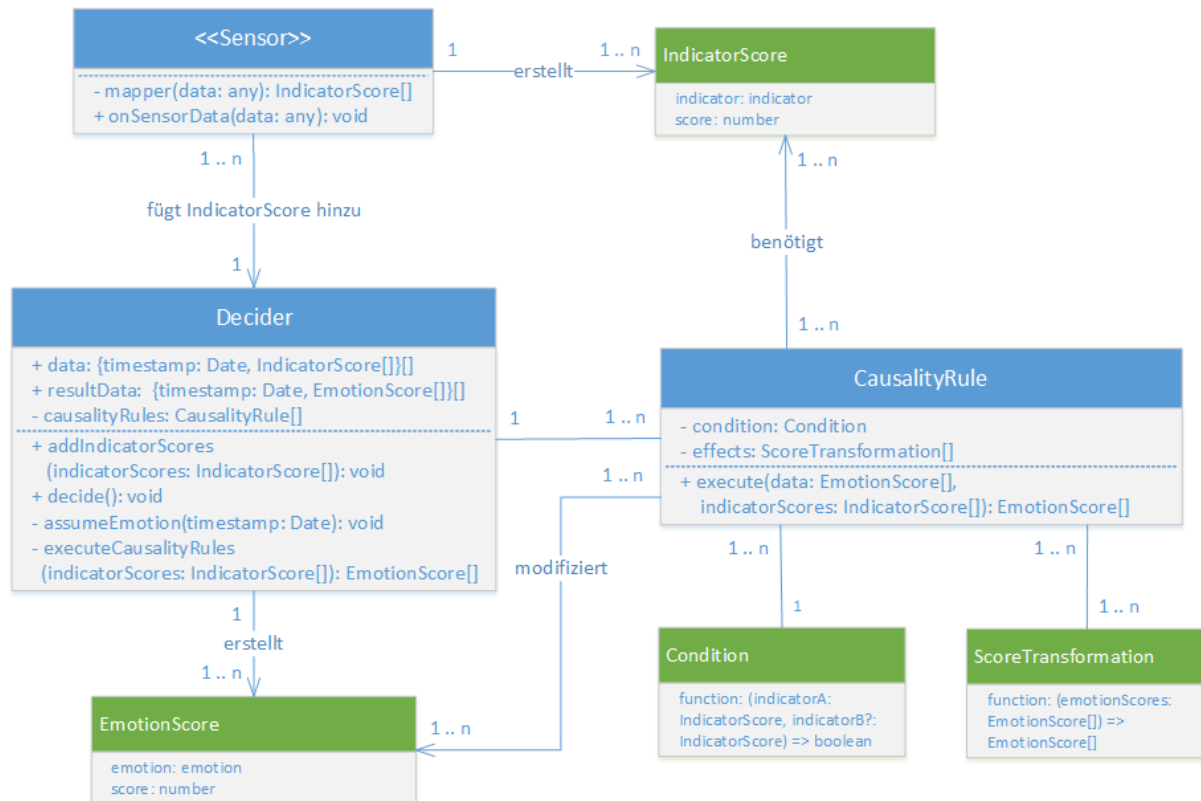 <<Sensor>>
- mapper(data: any): IndicatorScore[]
+ onSensorData(data: any): void
1
erstellt
1 .. n
IndicatorScore
indicator: indicator
score: number
1 .. n
fügt IndicatorScore hinzu
1
1 .. n
benötigt
1 .. n
Decider
+ data: {timestamp: Date, IndicatorScore[]}[]
+ resultData: {timestamp: Date, EmotionScore[]}[]
- causalityRules: CausalityRule[]
+ addIndicatorScores
(indicatorScores: IndicatorScore[]): void
+ decide(): void
- assumeEmotion(timestamp: Date): void
- executeCausalityRules
(indicatorScores: IndicatorScore[]): EmotionScore[]
1
1 .. n
CausalityRule
- condition: Condition
- effects: ScoreTransformation[]
+ execute(data: EmotionScore[],
indicatorScores: IndicatorScore[]): EmotionScore[]
1 .. n
modifiziert
1 .. n
1
erstellt
1 .. n
EmotionScore
emotion: emotion
score: number
1 .. n
1
Condition
function: (indicatorA:
IndicatorScore, indicatorB?:
IndicatorScore) => boolean
1 .. n
1 .. n
ScoreTransformation
function: (emotionScores:
EmotionScore[]) =>
EmotionScore[]